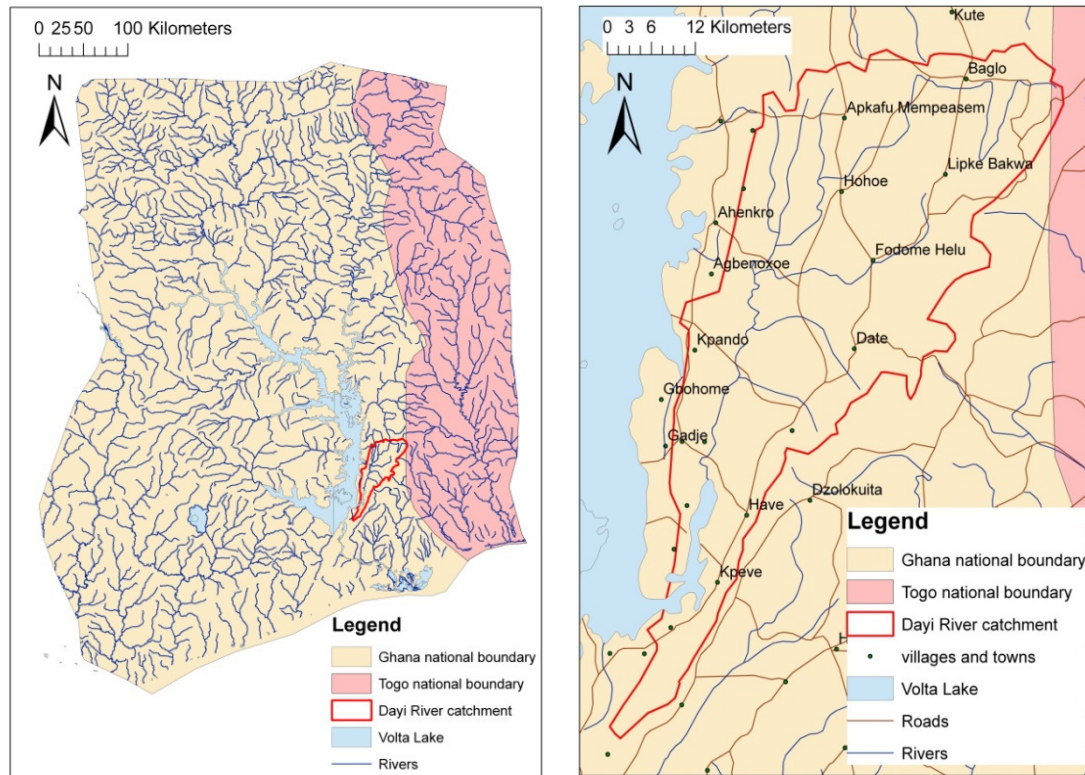 0 25 50 100 Kilometers
N
Legend
Ghana national boundary
Togo national boundary
Dayi River catchment
Volta Lake
Rivers
0 3 6 12 Kilometers
N
Kute
Baglo
Apkafu Mempeasem
Lipke Bakwa
Hohoe
Ahenkro
Fodome Helu
Agbenoxoe
Kpando
Date
Gbohome
Gadje
Dzolokuita
Have
Kpeve
H
Legend
Ghana national boundary
Togo national boundary
Dayi River catchment
villages and towns
Volta Lake
Roads
Rivers